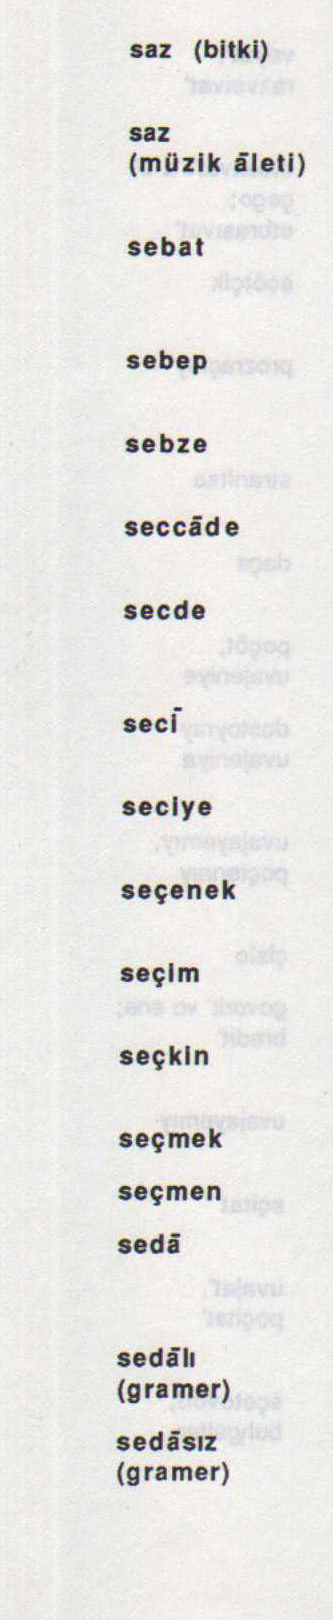 saz (bitki)
saz
(müzik āleti)
sebat
sebep
sebze
seccāde
secde
secī
seciye
seçenek
seçim
seçkin
seçmek
seçmen
sedā
sedālı
(gramer)
sedāsız
(gramer)